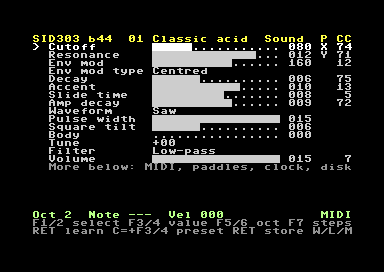 SID303 b44 01 Classic acid Sound P CC
> Cutoff ........... 080 X 74
Resonance ... 012 Y 71
Env mod .. 160 12
Env mod type Centred
Decay .......... 006 75
Accent ..... 010 13
Slide time ....... 008 5
Amp decay ...... 009 72
Waveform Saw
Pulse width 015
Square tilt .......... 006
Body ................ 000
Tune +00
Filter Low-pass
Volume 015 7
More below: MIDI, paddles, clock, disk
Oct 2 Note --- Vel 000 MIDI
F1/2 select F3/4 value F5/6 oct F7 steps
RET learn C=+F3/4 preset RET store W/L/M